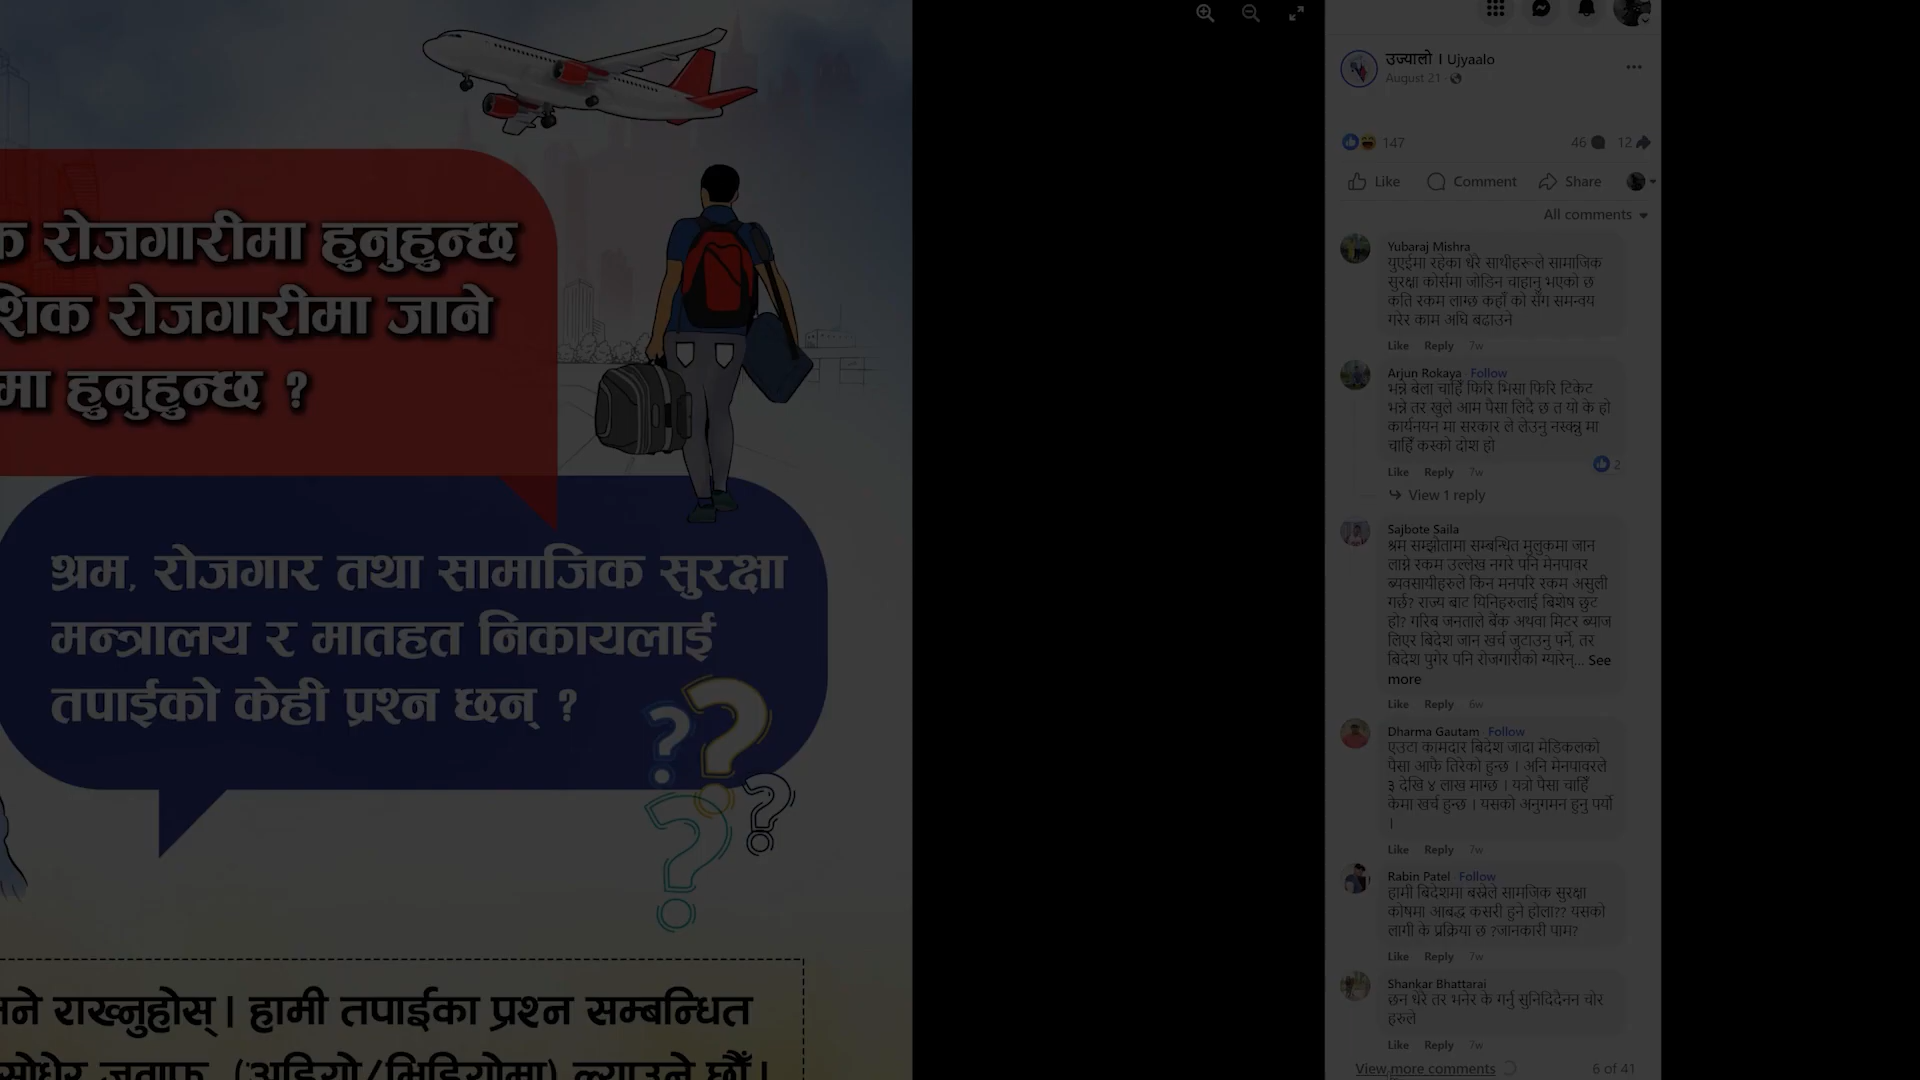 क रोजगारीमा हुनुहुन्छ
शिक रोजगारीमा जाने
मा हुनुहुन्छ ?
श्रम, रोजगार तथा सामाजिक सुरक्षा
मन्त्रालय र मातहत निकायलाई
तपाईको केही प्रश्न छन् ?
राख्नुहोस् । हामी तपाईका प्रश्न सम्बन्धित
सोधेर जवाफ (अडियो/भिडियोमा) ल्याउने छौँ ।
उज्यालो । Ujyaalo
August 21
147
46 12
Like Comment Share
All comments
Yubaraj Mishra
युएईमा रहेका धेरै साथीहरूले सामाजिक
सुरक्षा कोर्समा जोडिन चाहानु भएको छ
कति रकम लाग्छ कहाँ को सँग समन्वय
गरेर काम अघि बढाउने
Like Reply 7w
Arjun Rokaya Follow
भन्ने बेला चाहिँ फिरि भिसा फिरि टिकेट
भन्ने तर खुले आम पैसा लिदै छ त यो के हो
कार्यनयन मा सरकार ले लेउनु नस्क्नु मा
चाहिँ कस्को दोश हो
2
Like Reply 7w
View 1 reply
Sajbote Saila
श्रम सम्झौतामा सम्बन्धित मुलुकमा जान
लाग्ने रकम उल्लेख नगरे पनि मेनपावर
ब्यवसायीहरुले किन मनपरि रकम असुली
गर्छ? राज्य बाट यिनिहरुलाई बिशेष छुट
हो? गरिब जनताले बैंक अथवा मिटर ब्याज
लिएर बिदेश जान खर्च जुटाउनु पर्ने, तर
बिदेश पुगेर पनि रोजगारीको ग्यारेन्... See
more
Like Reply 6w
Dharma Gautam Follow
एउटा कामदार बिदेश जादा मेडिकलको
पैसा आफै तिरेको हुन्छ । अनि मेनपावरले
३ देखि ४ लाख माग्छ । यत्रो पैसा चाहिँ
केमा खर्च हुन्छ । यसको अनुगमन हुनु पर्यो
।
Like Reply 7w
Rabin Patel Follow
हामी बिदेशमा बस्नेले सामजिक सुरक्षा
कोषमा आबद्ध कसरी हुने होला?? यसको
लागी के प्रक्रिया छ ?जानकारी पाम?
Like Reply 7w
Shankar Bhattarai
छन धेरै तर भनेर के गर्नु सुनिदिदैनन चोर
हरुले
Like Reply 7w
View more comments 6 of 41